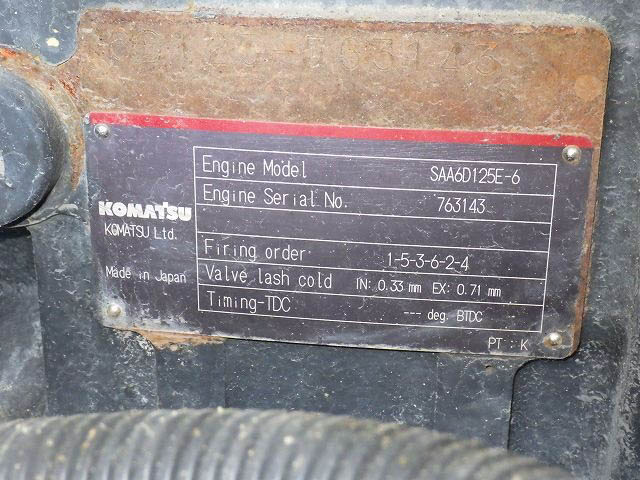 Engine Model SAA6D125E-6
Engine Serial No. 763143
KOMATSU
KOMATSU Ltd.
Firing order 1-5-3-6-2-4
Made in Japan
Valve lash cold IN: 0.33 mm EX: 0.71 mm
Timing-TDC --- deg. BTDC
PT : K